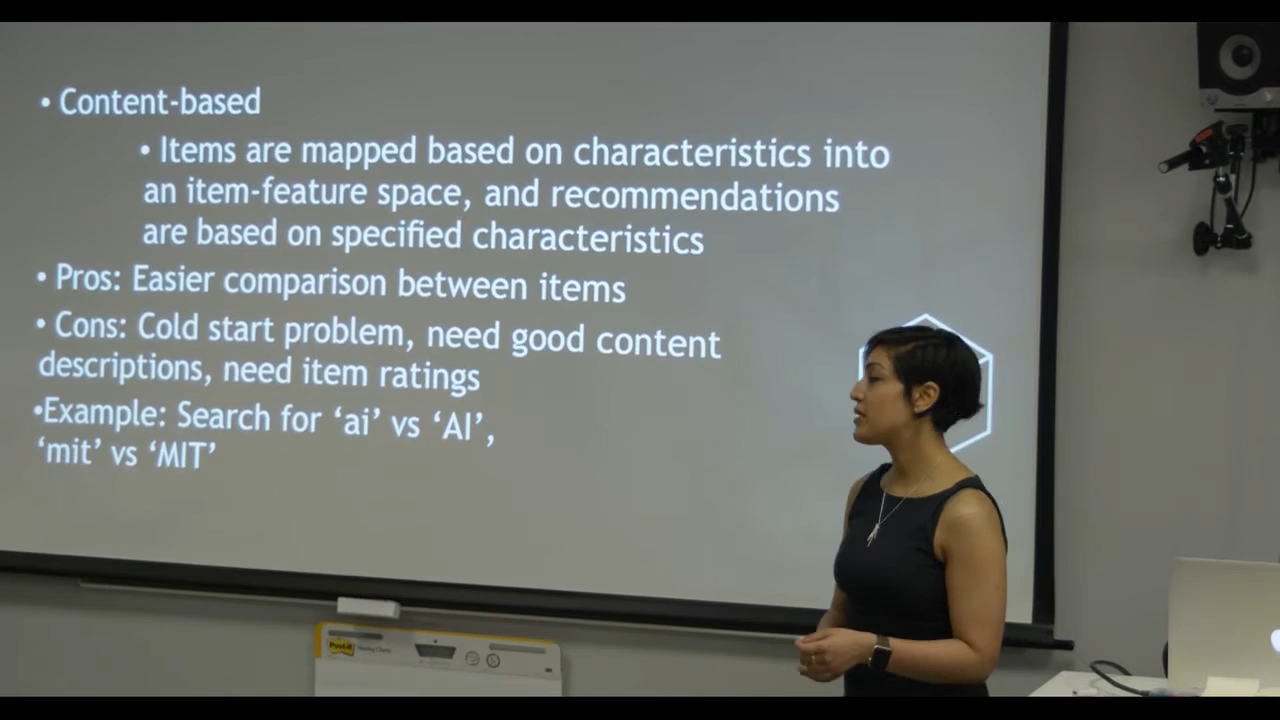 • Content-based
• Items are mapped based on characteristics into
an item-feature space, and recommendations
are based on specified characteristics
• Pros: Easier comparison between items
• Cons: Cold start problem, need good content
descriptions, need item ratings
•Example: Search for ‘ai’ vs ‘AI’,
‘mit’ vs ‘MIT’
Post-it